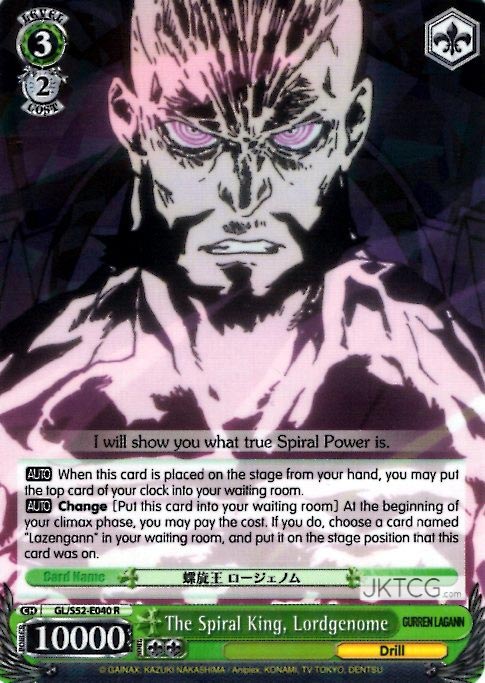 LEVEL
3
2
COST
I will show you what true Spiral Power is.
AUTO When this card is placed on the stage from your hand, you may put
the top card of your clock into your waiting room.
AUTO Change [Put this card into your waiting room] At the beginning of
your climax phase, you may pay the cost. If you do, choose a card named
"Lazengann" in your waiting room, and put it on the stage position that this
card was on.
Card Name 螺旋王 ロージェノム
JKTCG.com
GL/S52-E040 R
POWER 10000 The Spiral King, Lordgenome GURREN LAGANN
SOUL
Drill
© GAINAX, KAZUKI NAKASHIMA / Aniplex, KONAMI, TV TOKYO, DENTSU